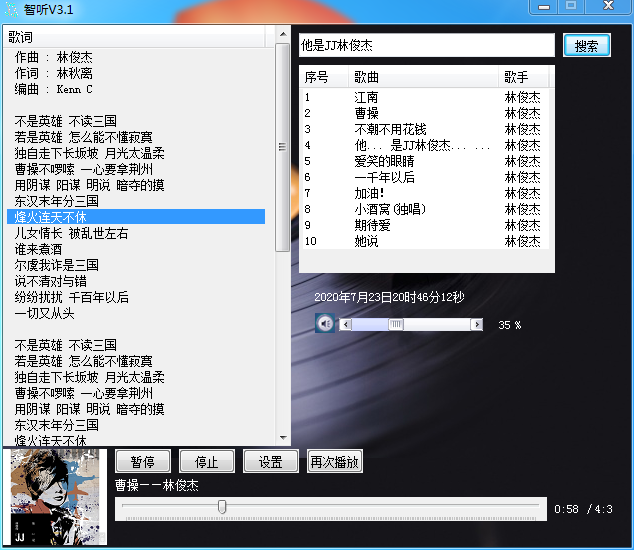 智听V3.1
歌词
作曲 : 林俊杰
作词 : 林秋离
编曲 : Kenn C
不是英雄 不读三国
若是英雄 怎么能不懂寂寞
独自走下长坂坡 月光太温柔
曹操不啰嗦 一心要拿荆州
用阴谋 阳谋 明说 暗夺的摸
东汉末年分三国
烽火连天不休
儿女情长 被乱世左右
谁来煮酒
尔虞我诈是三国
说不清对与错
纷纷扰扰 千百年以后
一切又从头
不是英雄 不读三国
若是英雄 怎么能不懂寂寞
独自走下长坂坡 月光太温柔
曹操不啰嗦 一心要拿荆州
用阴谋 阳谋 明说 暗夺的摸
东汉末年分三国
烽火连天不休
他是JJ林俊杰 搜索
序号 歌曲 歌手
1 江南 林俊杰
2 曹操 林俊杰
3 不潮不用花钱 林俊杰
4 他... 是JJ林俊杰... ... 林俊杰
5 爱笑的眼睛 林俊杰
6 一千年以后 林俊杰
7 加油! 林俊杰
8 小酒窝(独唱) 林俊杰
9 期待爱 林俊杰
10 她说 林俊杰
2020年7月23日20时46分12秒
35 %
暂停 停止 设置 再次播放
曹操——林俊杰
0:58 /4:3
JJ